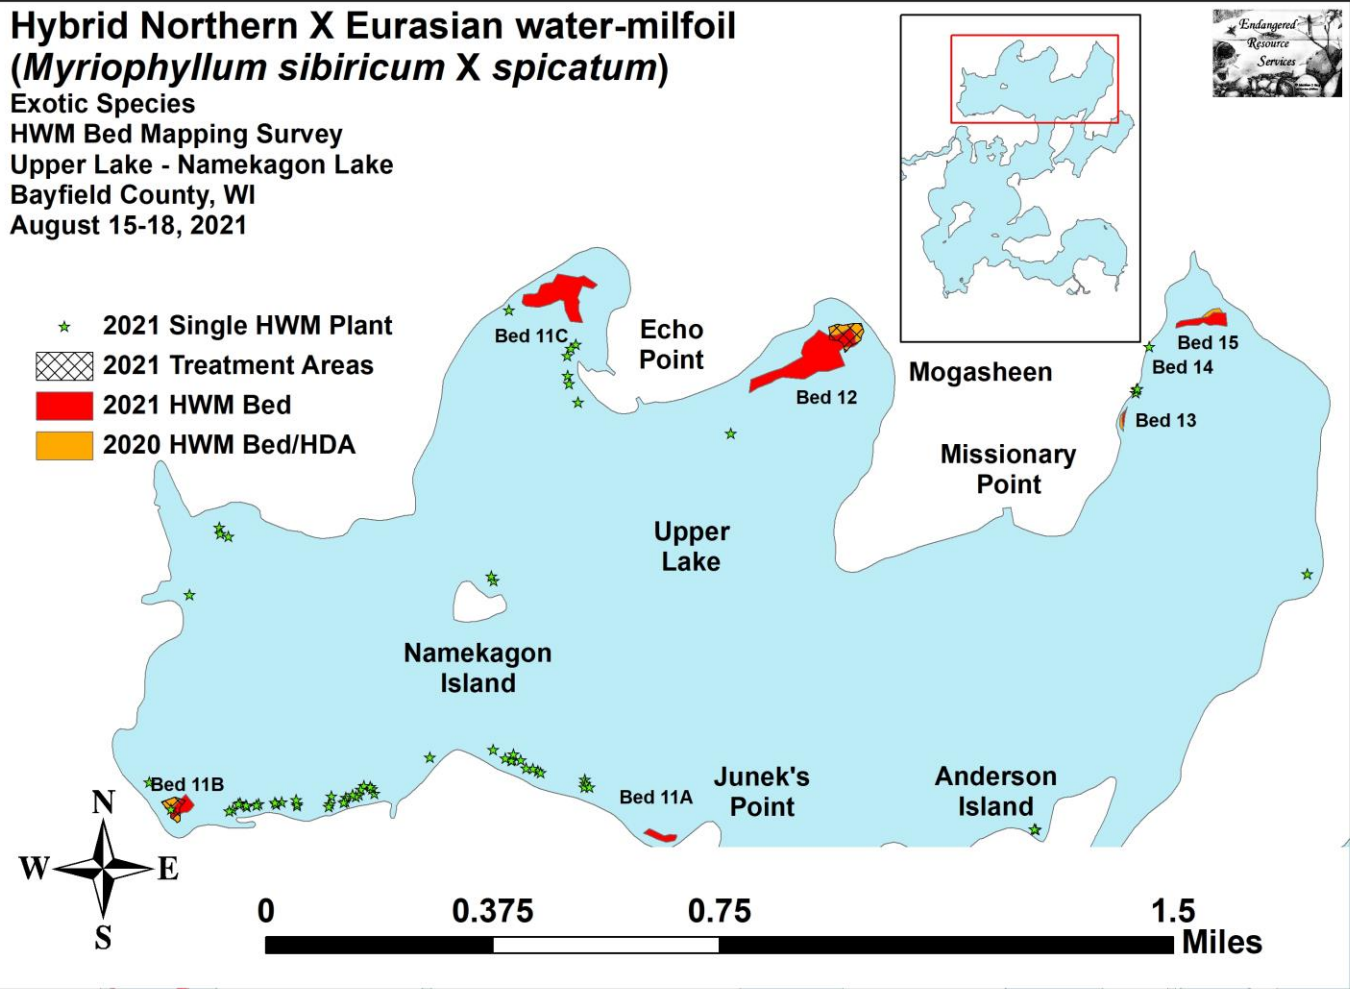 Hybrid Northern X Eurasian water-milfoil
(Myriophyllum sibiricum X spicatum)
Exotic Species
HWM Bed Mapping Survey
Upper Lake - Namekagon Lake
Bayfield County, WI
August 15-18, 2021
Endangered
Resource
Services
2021 Single HWM Plant
2021 Treatment Areas
2021 HWM Bed
2020 HWM Bed/HDA
Bed 11C
Echo
Point
Bed 12
Mogasheen
Bed 15
Bed 14
Bed 13
Missionary
Point
Upper
Lake
Namekagon
Island
Bed 11B
Bed 11A
Junek's
Point
Anderson
Island
N
W E
S
0 0.375 0.75 1.5
Miles